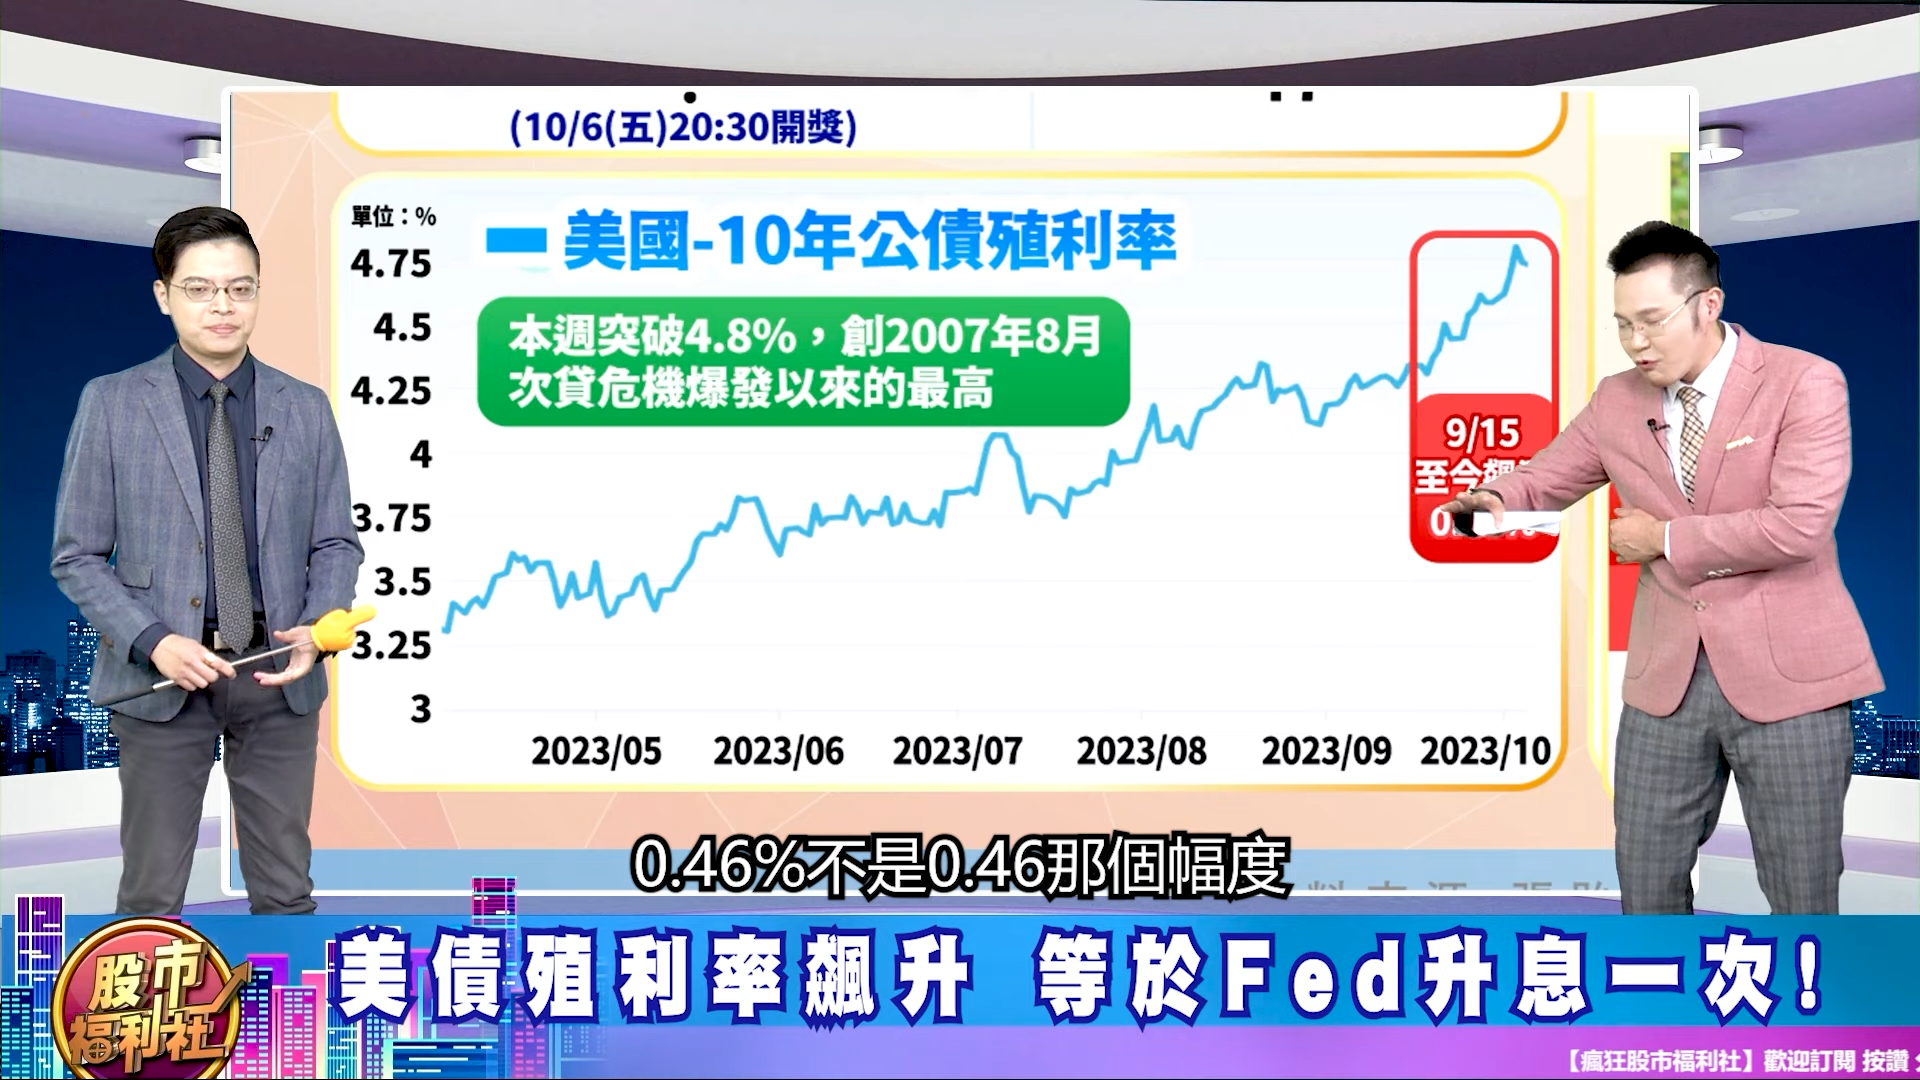 (10/6(五)20:30開獎)
單位：%
美國-10年公債殖利率
本週突破4.8%，創2007年8月
次貸危機爆發以來的最高
4.75
4.5
4.25
4
3.75
3.5
3.25
3
9/15
至今飆
2023/05 2023/06 2023/07 2023/08 2023/09 2023/10
0.46%不是0.46那個幅度
美債殖利率飆升 等於Fed升息一次!
股市
福利社
【瘋狂股市福利社】歡迎訂閱 按讚